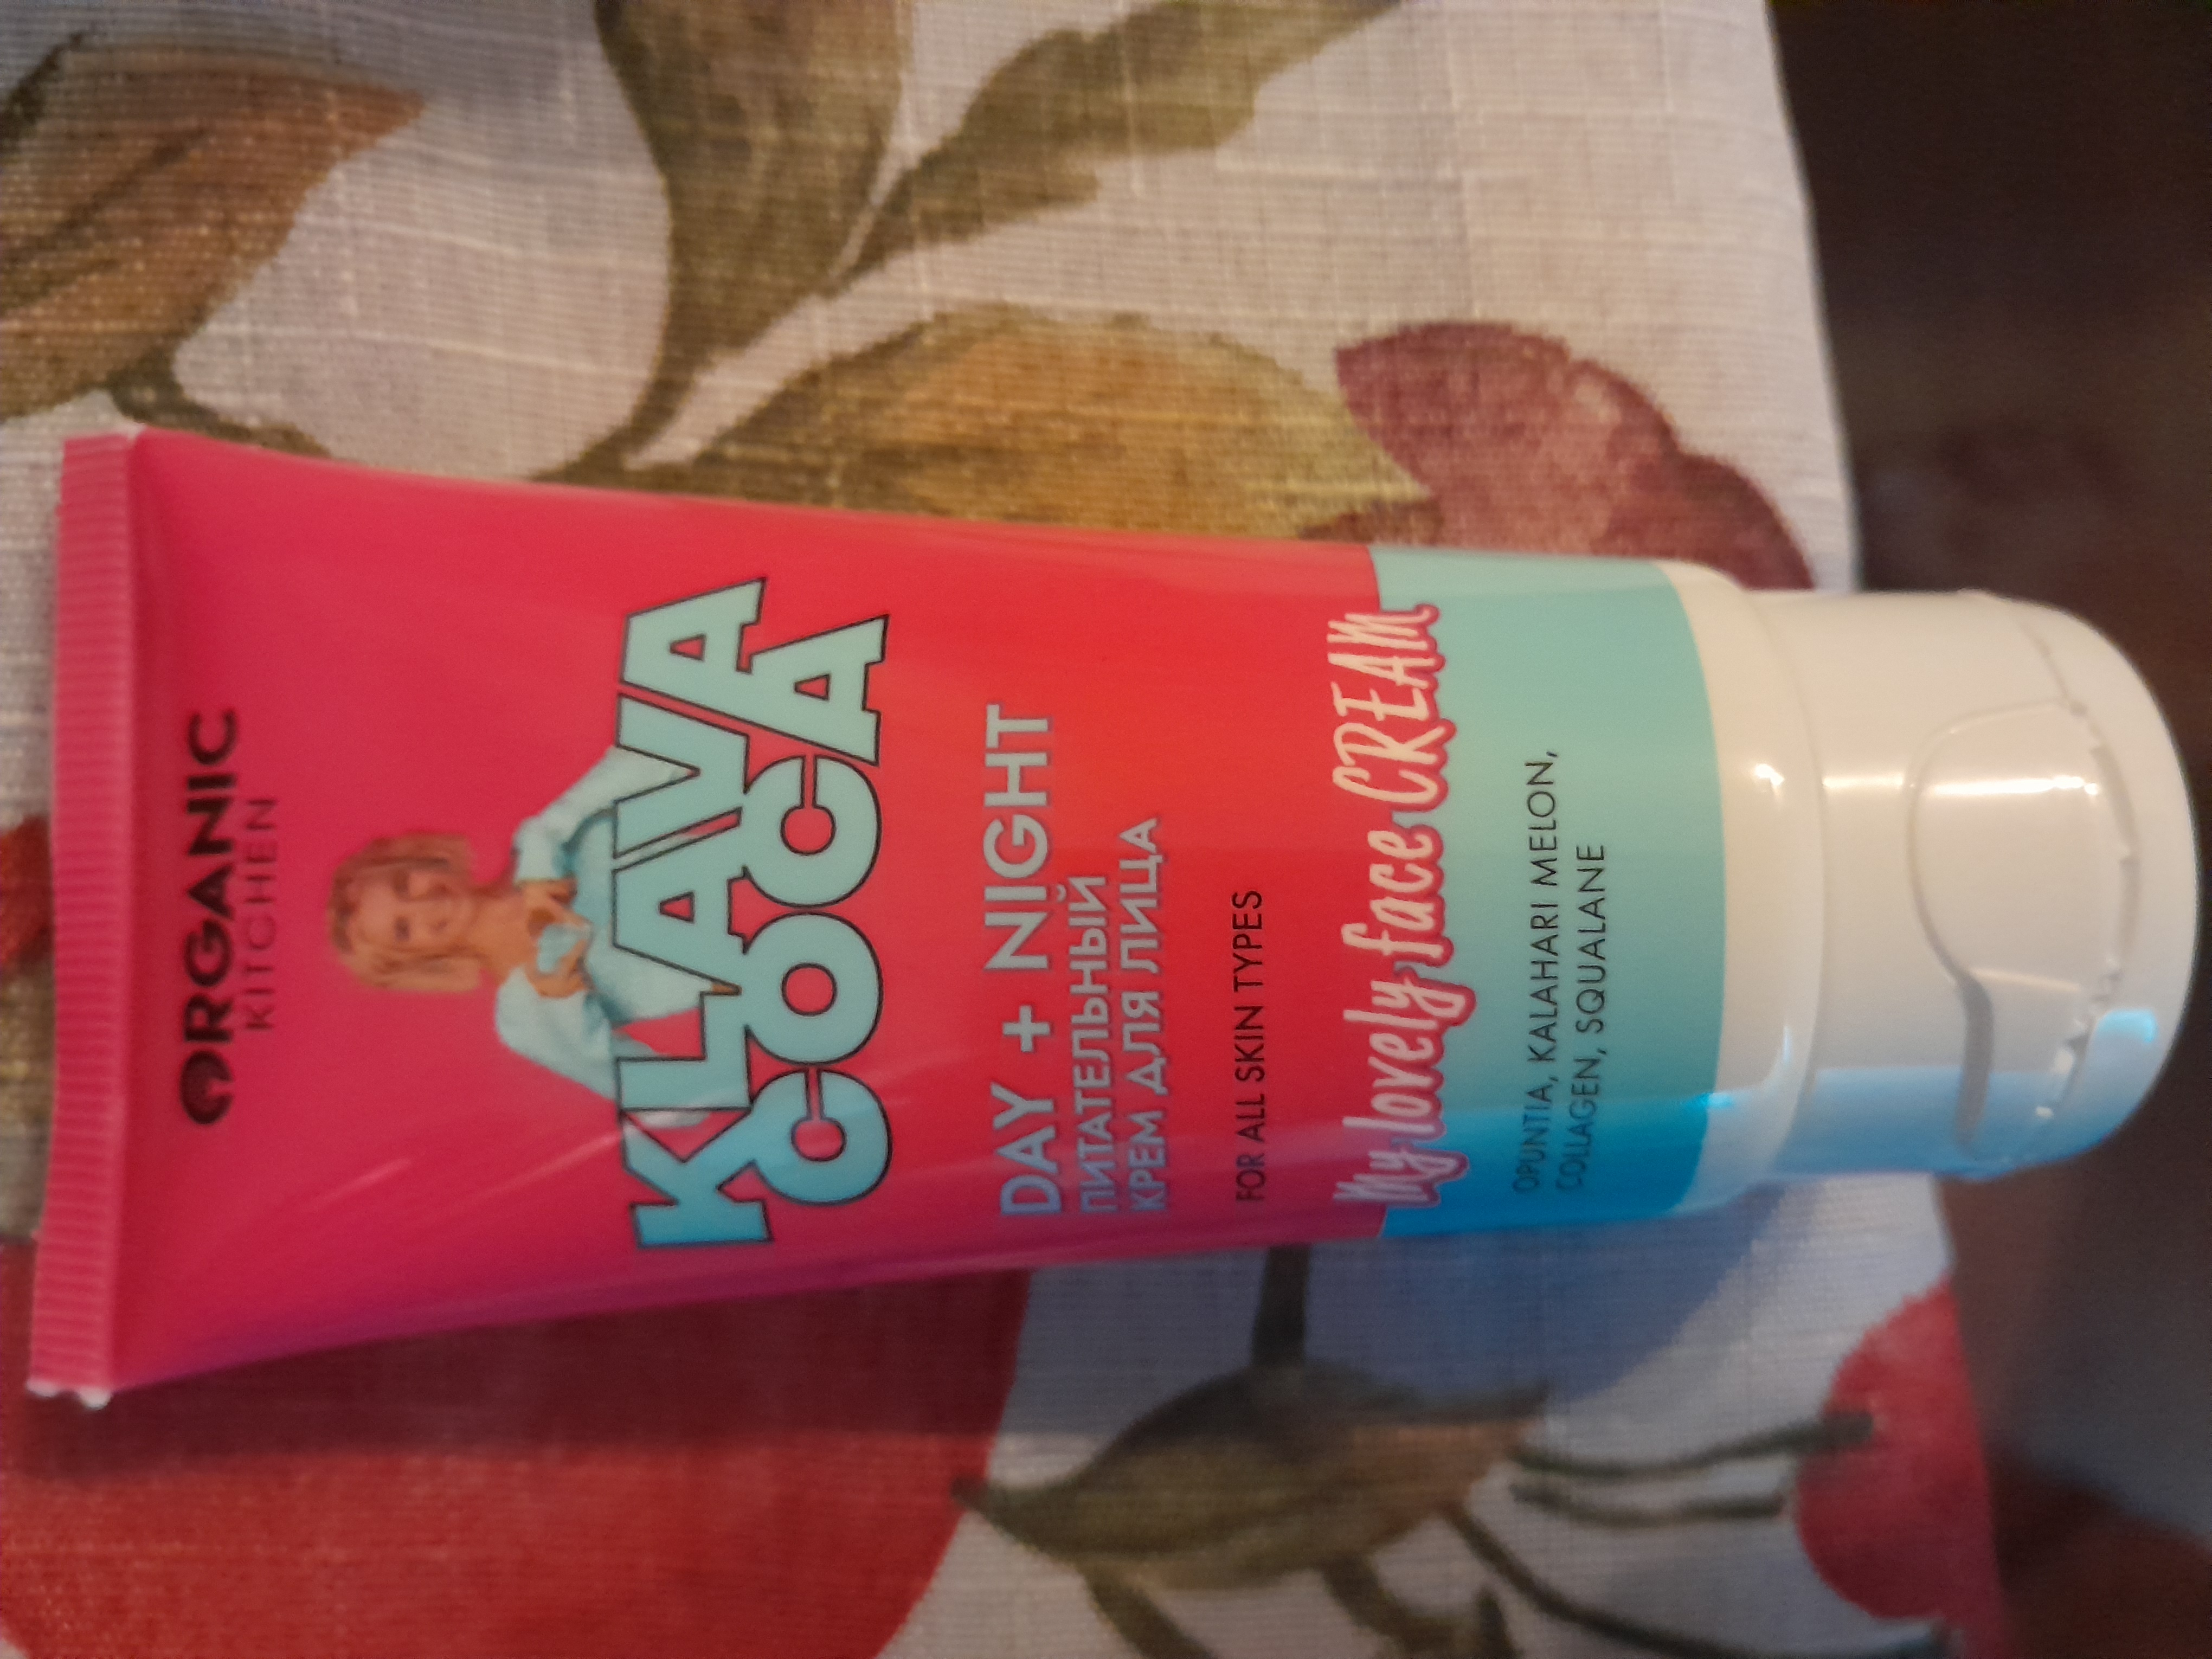 ORGANIC
KITCHEN
KLAVA
COCA
DAY + NIGHT
ПИТАТЕЛЬНЫЙ
КРЕМ ДЛЯ ЛИЦА
FOR ALL SKIN TYPES
My lovely face CREAM
OPUNTIA, KALAHARI MELON,
COLLAGEN, SQUALANE